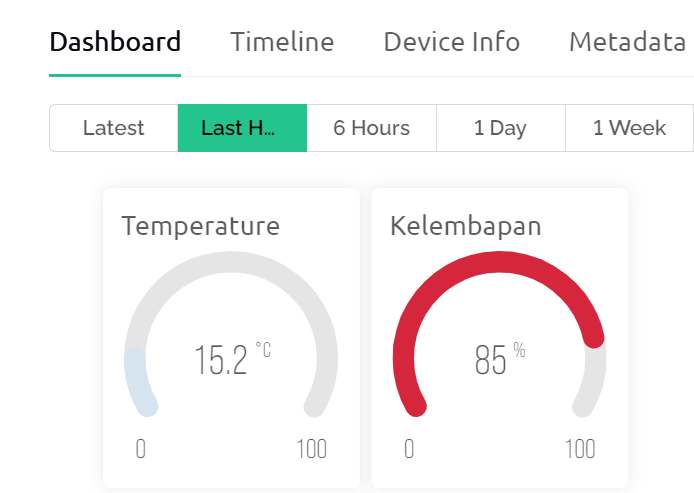 Dashboard Timeline Device Info Metadata
Latest Last H... 6 Hours 1 Day 1 Week
Temperature
15.2 °C
0 100
Kelembapan
85 %
0 100